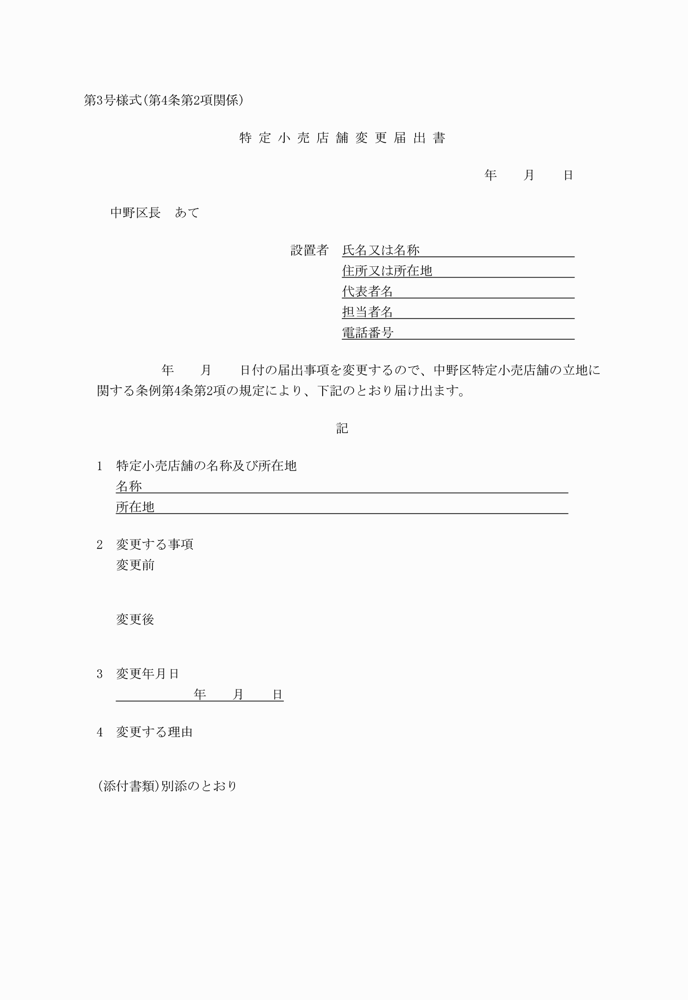 第3号様式(第4条第2項関係)
特定小売店舗変更届出書
年　　月　　日
中野区長　あて
設置者　氏名又は名称
住所又は所在地
代表者名
担当者名
電話番号
年　　月　　日付の届出事項を変更するので、中野区特定小売店舗の立地に
関する条例第4条第2項の規定により、下記のとおり届け出ます。
記
1　特定小売店舗の名称及び所在地
名称
所在地
2　変更する事項
変更前
変更後
3　変更年月日
年　　月　　日
4　変更する理由
(添付書類)別添のとおり